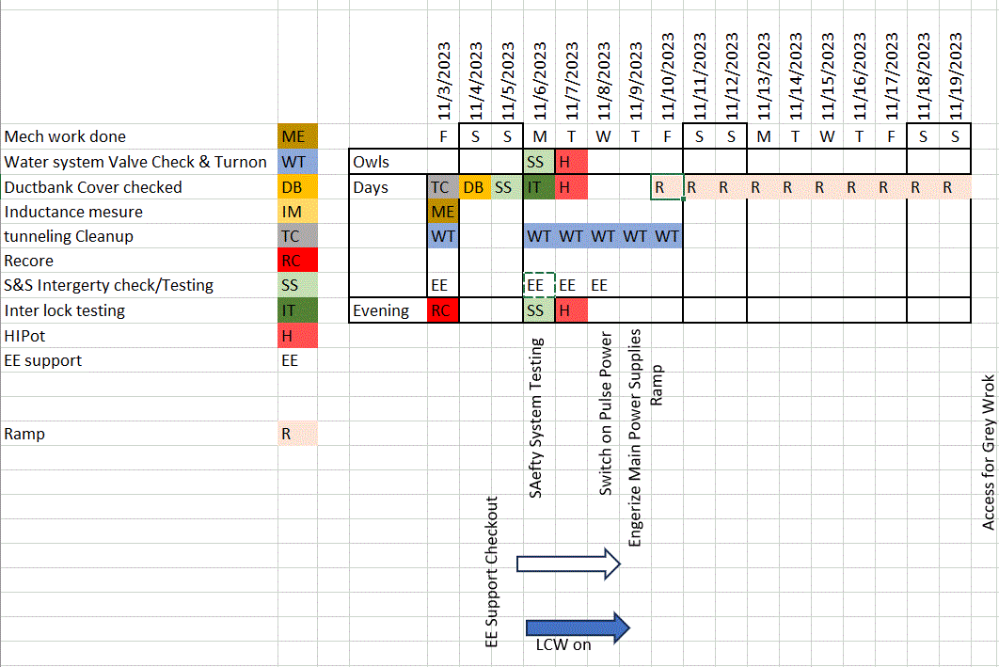 11/3/2023 11/4/2023 11/5/2023 11/6/2023 11/7/2023 11/8/2023 11/9/2023 11/10/2023 11/11/2023 11/12/2023 11/13/2023 11/14/2023 11/15/2023 11/16/2023 11/17/2023 11/18/2023 11/19/2023
Mech work done ME F S S M T W T F S S M T W T F S S
Water system Valve Check & Turnon WT Owls SS H
Ductbank Cover checked DB Days TC DB SS IT H R R R R R R R R R R
Inductance mesure IM ME
tunneling Cleanup TC WT WT WT WT WT WT
Recore RC
S&S Intergerty check/Testing SS EE EE EE EE
Inter lock testing IT Evening RC SS H
HIPot H
EE support EE
Ramp R
EE Support Checkout
SAefty System Testing
Switch on Pulse Power
Engerize Main Power Supplies
Ramp
Access for Grey Wrok
LCW on